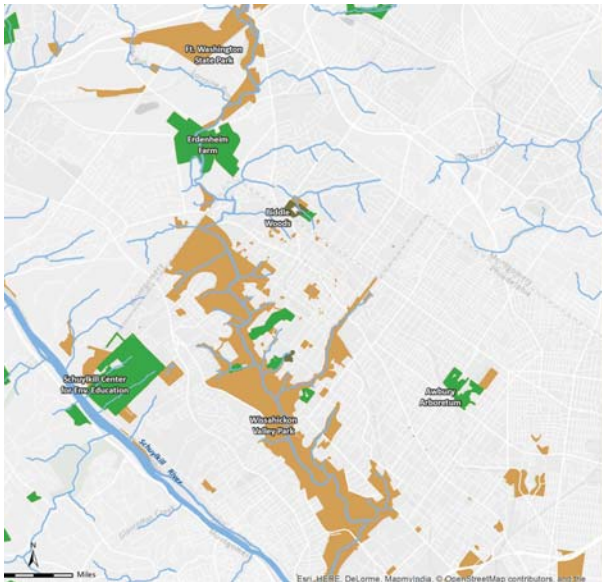 Ft. Washington
State Park
Erdenheim
Farm
Biddle
Woods
Schuylkill Center
for Env. Education
Awbury
Arboretum
Wissahickon
Valley Park
Schuylkill River
N
Miles
Esri, HERE, DeLorme, MapmyIndia, © OpenStreetMap contributors, and the